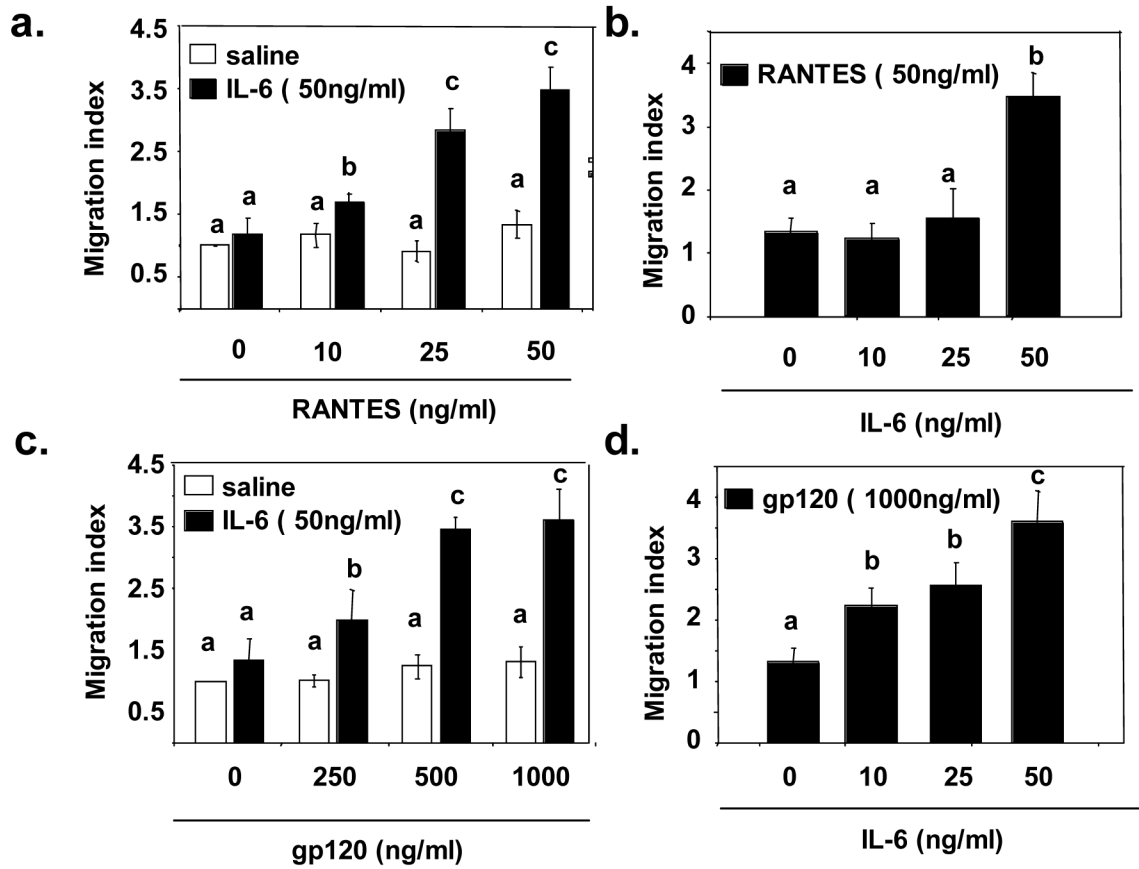 a.
4.5
3.5
2.5
1.5
0.5
Migration index
saline
IL-6 ( 50ng/ml)
a
a
a
b
a
c
a
c
0
10
25
50
RANTES (ng/ml)
b.
4
3
2
1
0
Migration index
RANTES ( 50ng/ml)
a
a
a
b
0
10
25
50
IL-6 (ng/ml)
c.
4.5
3.5
2.5
1.5
0.5
Migration index
saline
IL-6 ( 50ng/ml)
a
a
a
b
a
c
a
c
0
250
500
1000
gp120 (ng/ml)
d.
4
3
2
1
0
Migration index
gp120 ( 1000ng/ml)
a
b
b
c
0
10
25
50
IL-6 (ng/ml)